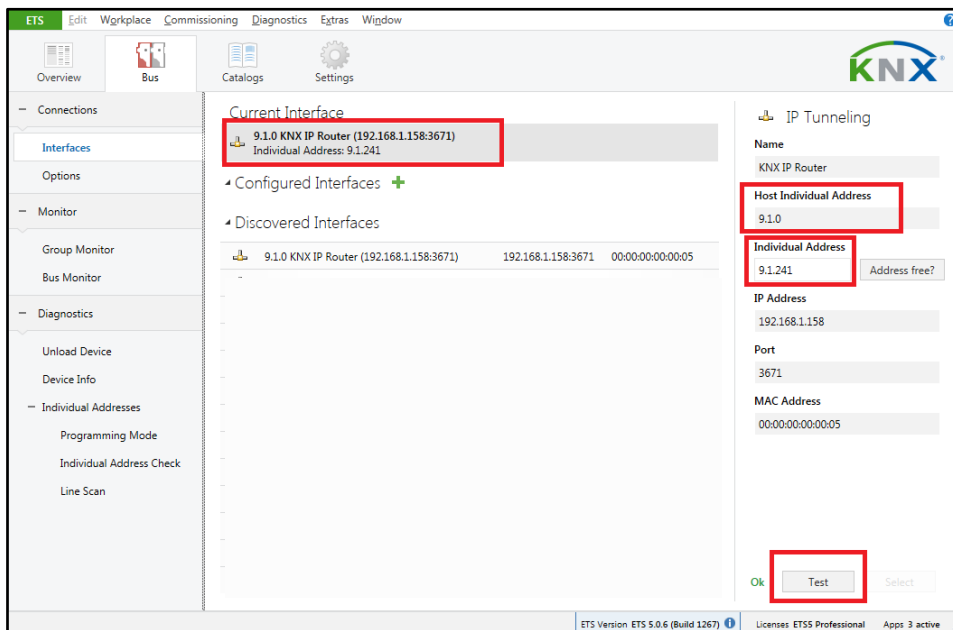 ETS Edit Workplace Commissioning Diagnostics Extras Window ?
Overview Bus Catalogs Settings
KNX®
Connections
Interfaces
Options
Monitor
Group Monitor
Bus Monitor
Diagnostics
Unload Device
Device Info
Individual Addresses
Programming Mode
Individual Address Check
Line Scan
Current Interface
9.1.0 KNX IP Router (192.168.1.158:3671)
Individual Address: 9.1.241
Configured Interfaces
Discovered Interfaces
9.1.0 KNX IP Router (192.168.1.158:3671) 192.168.1.158:3671 00:00:00:00:00:05
IP Tunneling
Name
KNX IP Router
Host Individual Address
9.1.0
Individual Address
9.1.241 Address free?
IP Address
192.168.1.158
Port
3671
MAC Address
00:00:00:00:00:05
Ok Test Select
ETS Version ETS 5.0.6 (Build 1267) Licenses ETS5 Professional Apps 3 active